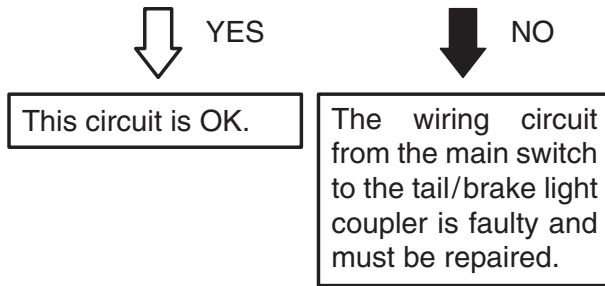 YES
NO
This circuit is OK.
The wiring circuit
from the main switch
to the tail/brake light
coupler is faulty and
must be repaired.